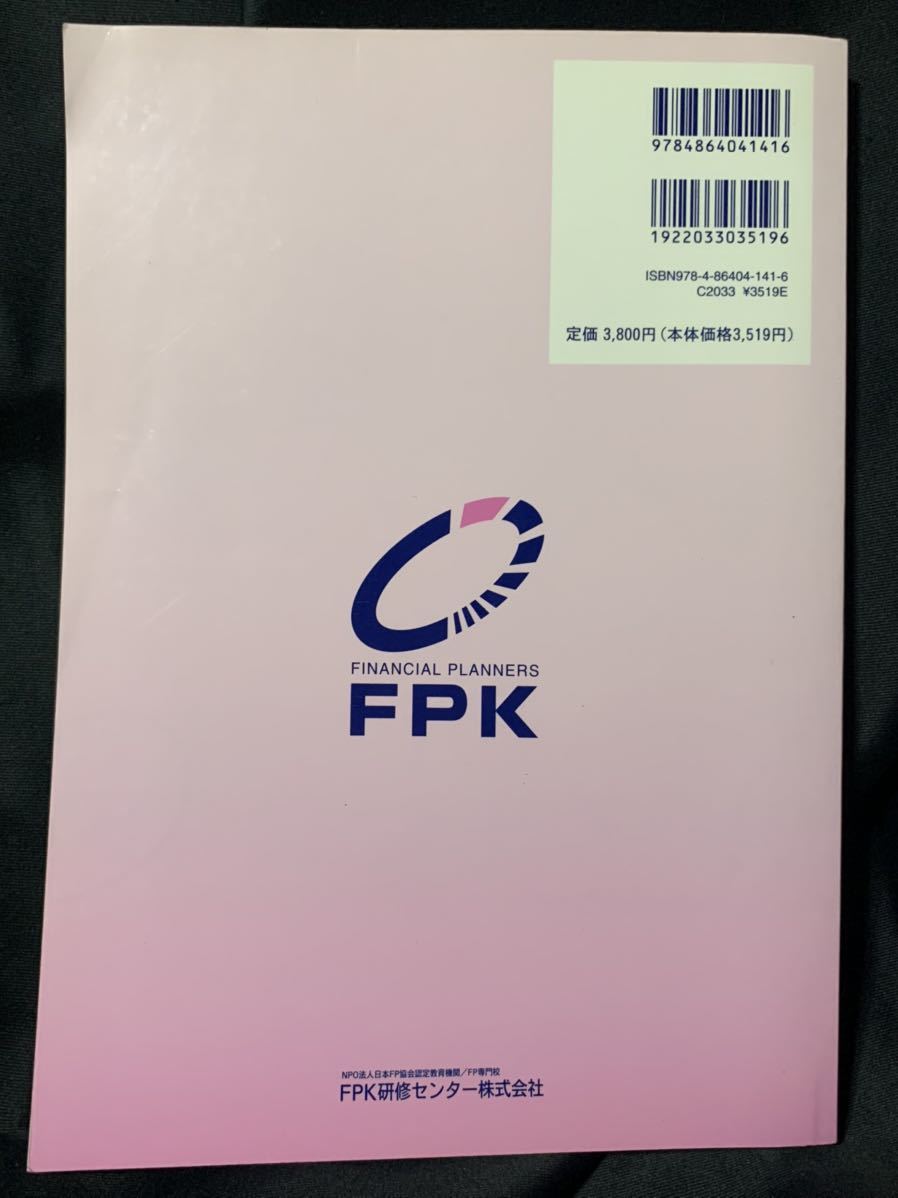 9784864041416
1922033035196
ISBN978-4-86404-141-6
C2033 ¥3519E
定価 3,800円(本体価格3,519円)
FINANCIAL PLANNERS
FPK
NPO法人日本FP協会認定教育機関/FP専門校
FPK研修センター株式会社